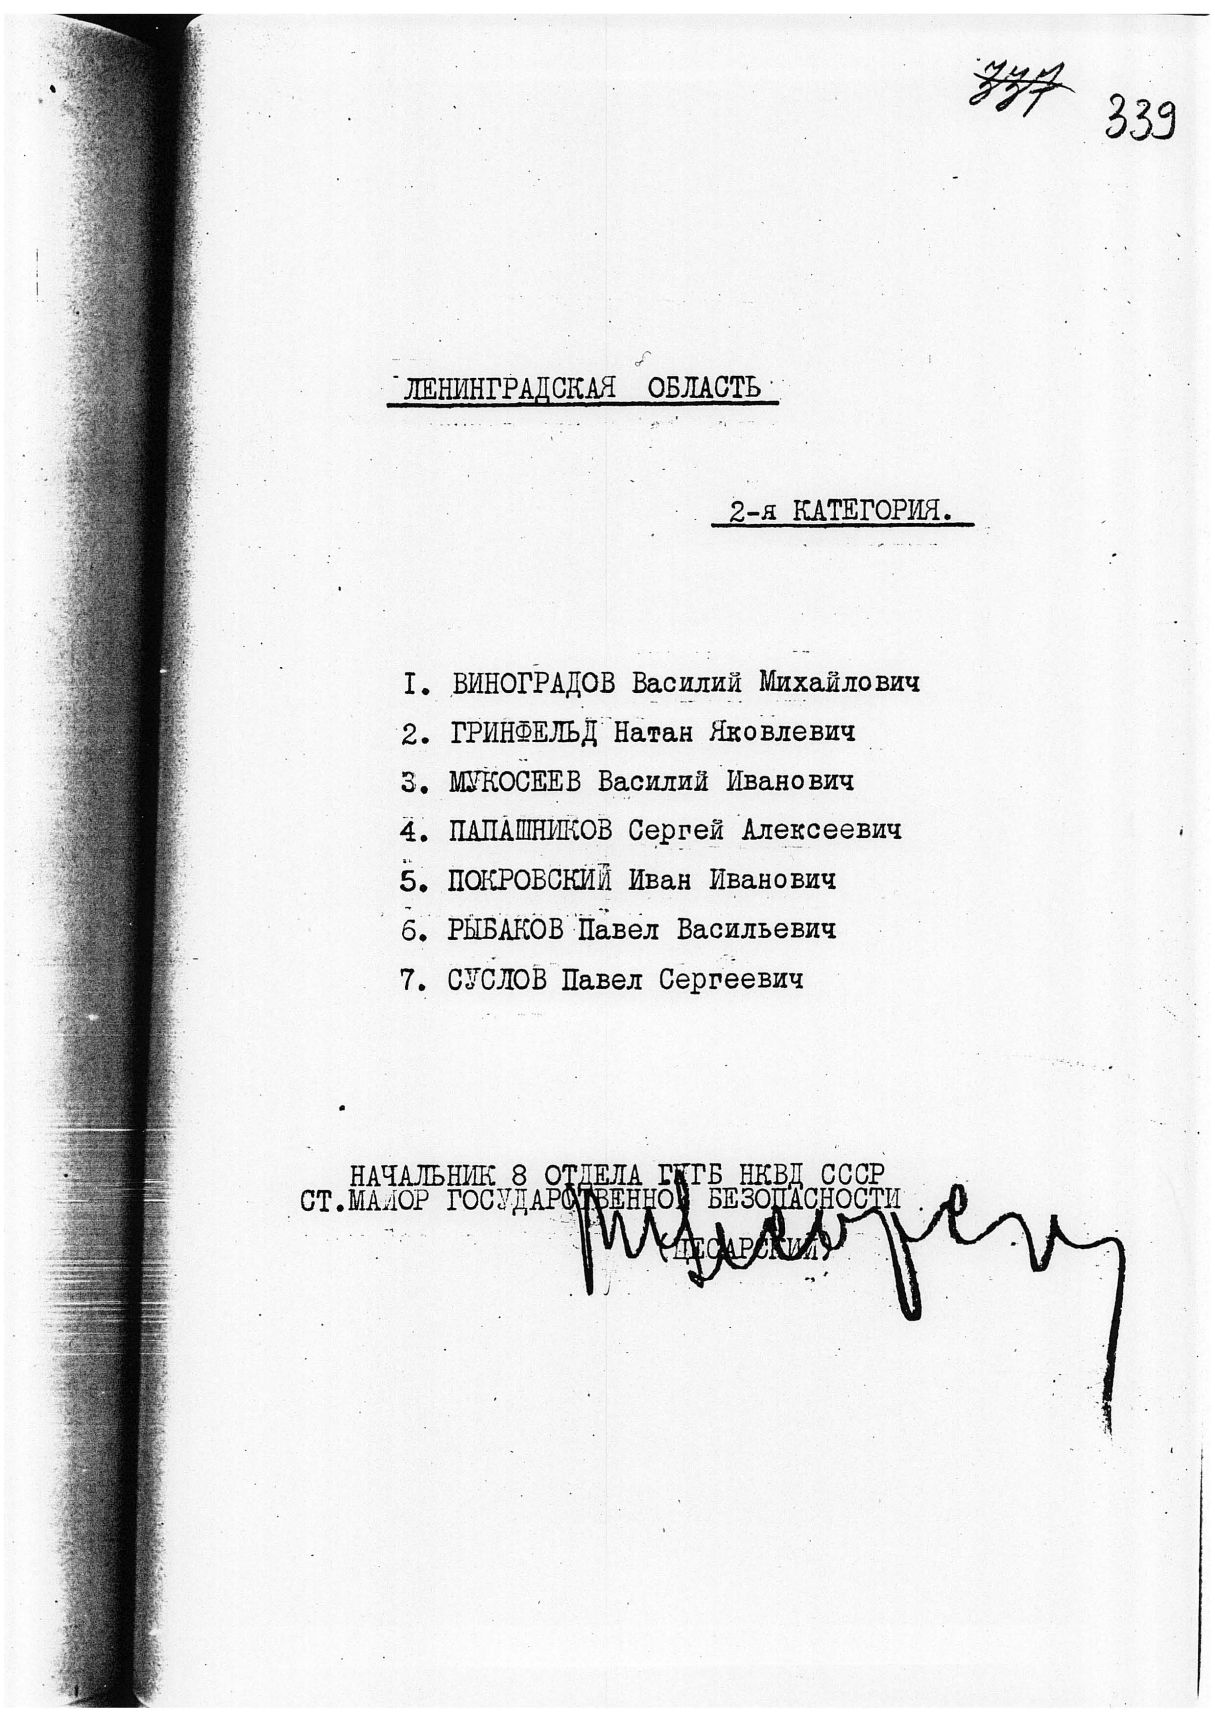 337
339
ЛЕНИНГРАДСКАЯ ОБЛАСТЬ
2-я КАТЕГОРИЯ.
I. ВИНОГРАДОВ Василий Михайлович
2. ГРИНФЕЛЬД Натан Яковлевич
3. МУКОСЕЕВ Василий Иванович
4. ПАПАШНИКОВ Сергей Алексеевич
5. ПОКРОВСКИЙ Иван Иванович
6. РЫБАКОВ Павел Васильевич
7. СУСЛОВ Павел Сергеевич
НАЧАЛЬНИК 8 ОТДЕЛА ГУГБ НКВД СССР
СТ.МАЙОР ГОСУДАРСТВЕННОЙ БЕЗОПАСНОСТИ
(ЦЕСАРСКИЙ)